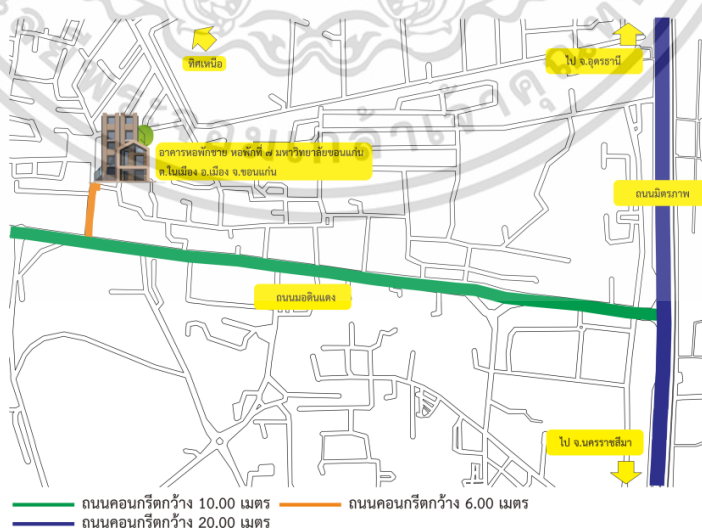 ทิศเหนือ
ไป จ.อุดรธานี
อาคารหอพักชาย หอพักที่ ๗ มหาวิทยาลัยขอนแก่น
ต.ในเมือง อ.เมือง จ.ขอนแก่น
ถนนมิตรภาพ
ถนนมอดินแดง
ไป จ.นครราชสีมา
ถนนคอนกรีตกว้าง 10.00 เมตร
ถนนคอนกรีตกว้าง 6.00 เมตร
ถนนคอนกรีตกว้าง 20.00 เมตร